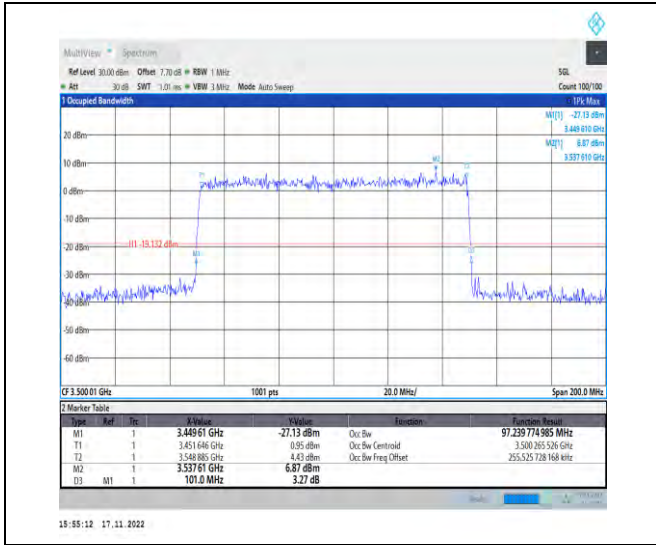 MultiView Spectrum
Ref Level 30.00 dBm Offset 7.70 dB RBW 1 MHz SGL
Att 30 dB SWT 1.01 ms VBW 3 MHz Mode Auto Sweep Count 100/100
1 Occupied Bandwidth 1Pk Max
M1[1] -27.13 dBm
3.449 610 GHz
M2[1] 6.87 dBm
3.537 610 GHz
20 dBm
10 dBm
0 dBm
-10 dBm
H1 -19.132 dBm
-20 dBm
-30 dBm
-40 dBm
-50 dBm
-60 dBm
M2
T1
CF 3.500 01 GHz 1001 pts 20.0 MHz/ Span 200.0 MHz
2 Marker Table
Type Ref Trc X-Value Y-Value Function Function Result
M1 1 3.449 61 GHz -27.13 dBm Occ Bw 97.239 774 985 MHz
T1 1 3.451 646 GHz 0.95 dBm Occ Bw Centroid 3.500 265 526 GHz
T2 1 3.548 885 GHz 4.43 dBm Occ Bw Freq Offset 255.525 728 168 kHz
M2 1 3.537 61 GHz 6.87 dBm
D3 M1 1 101.0 MHz 3.27 dB
15:55:12 17.11.2022